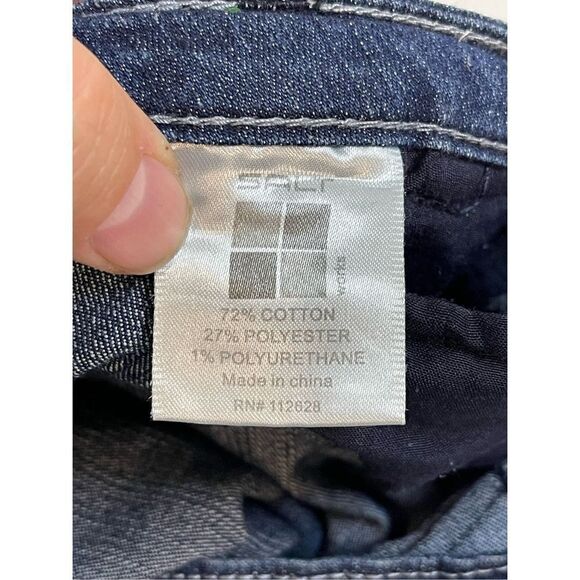 works
72% COTTON
27% POLYESTER
1% POLYURETHANE
Made in china
RN# 112628